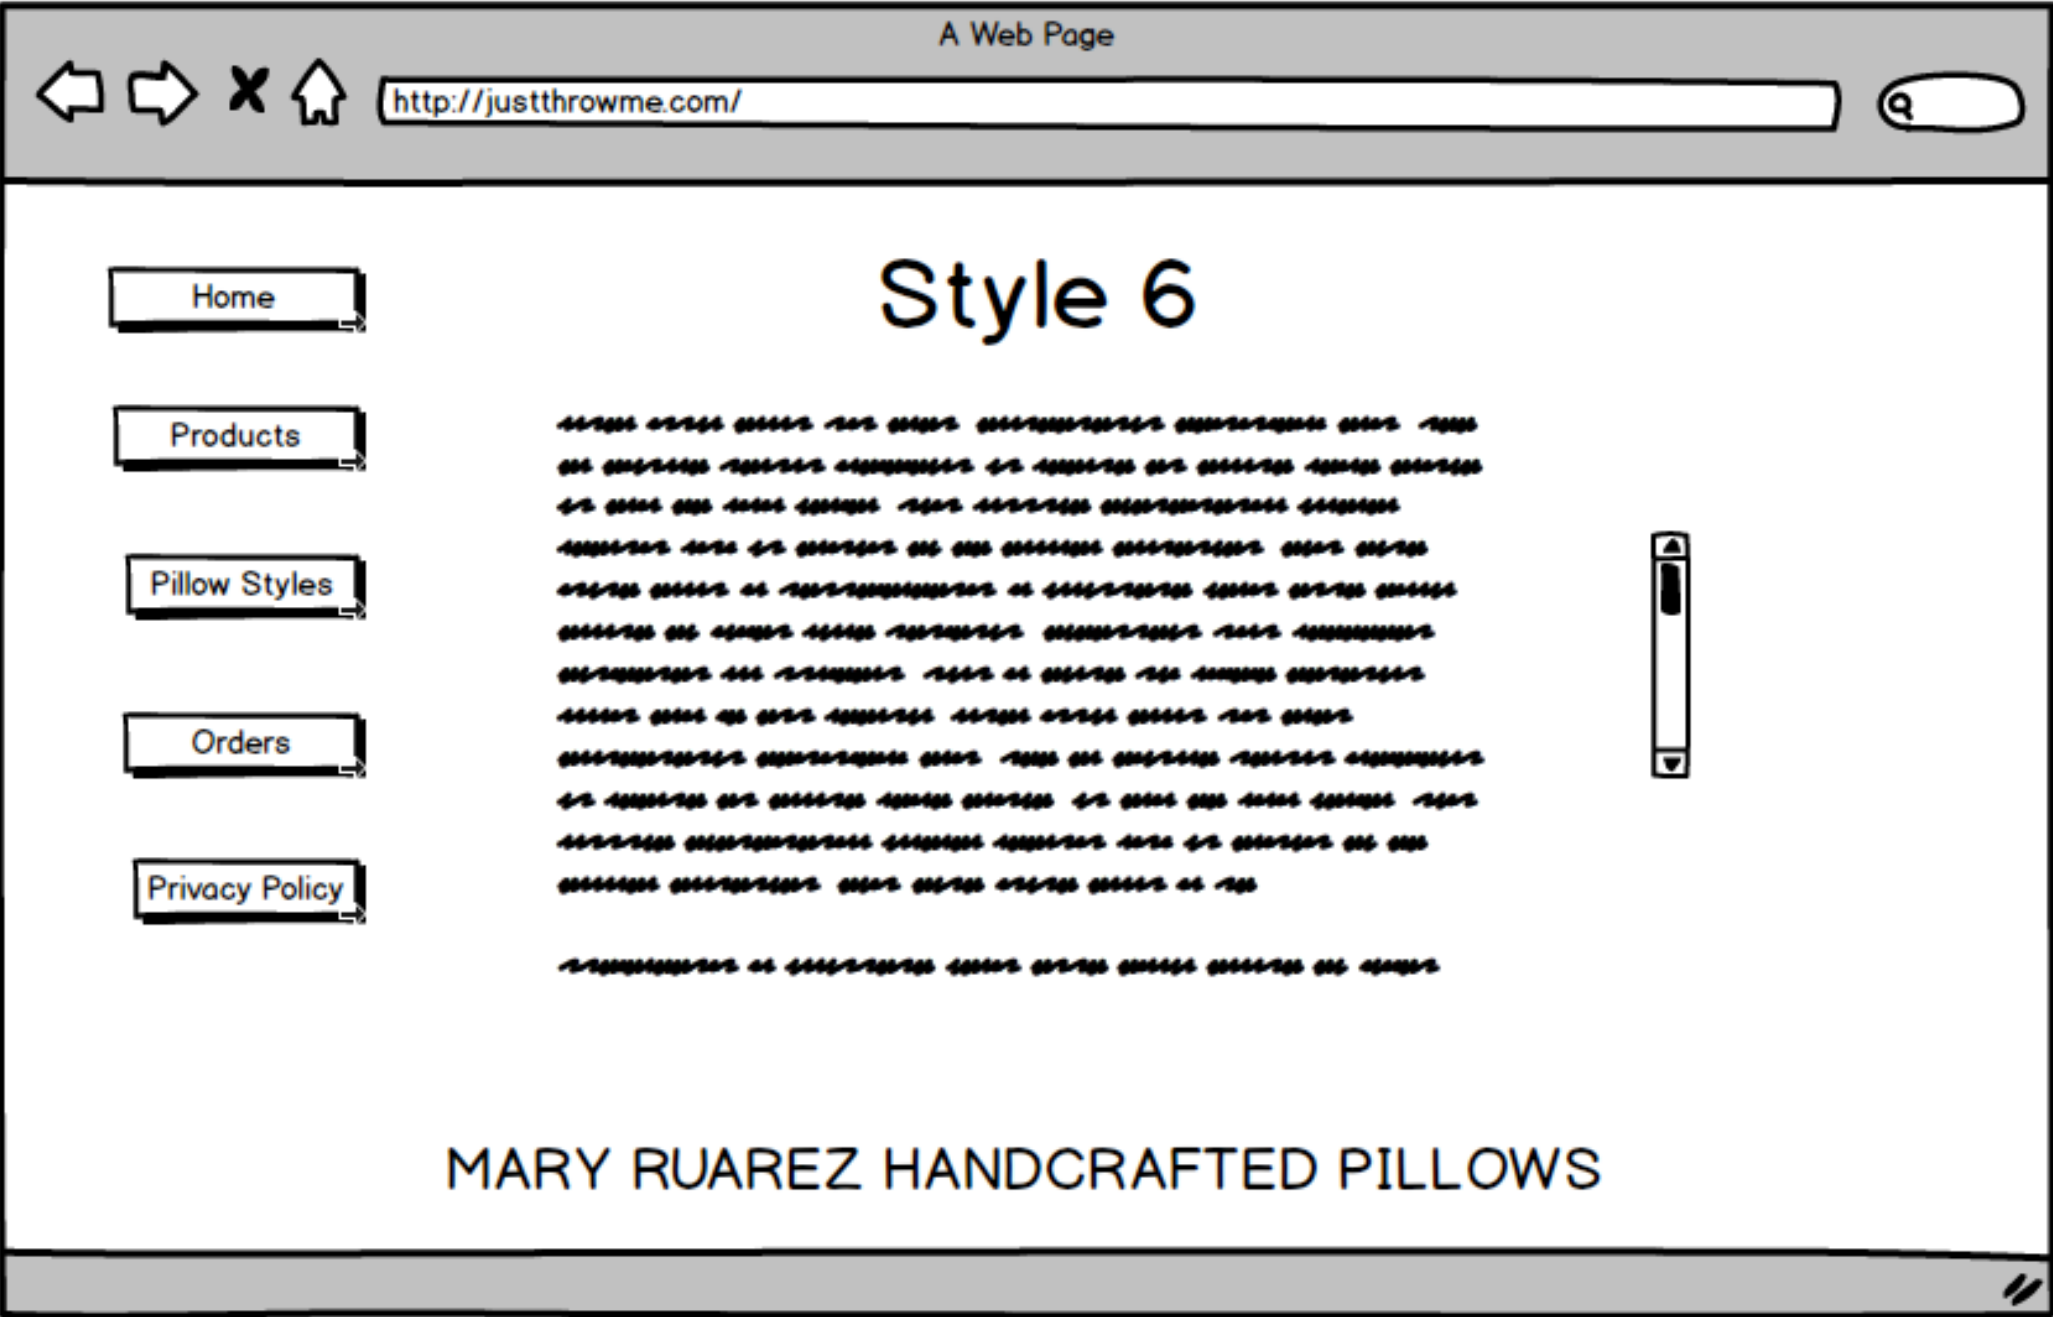 A Web Page
http://justthrowme.com/
Style 6
Home
Products
Pillow Styles
Orders
Privacy Policy
MARY RUAREZ HANDCRAFTED PILLOWS